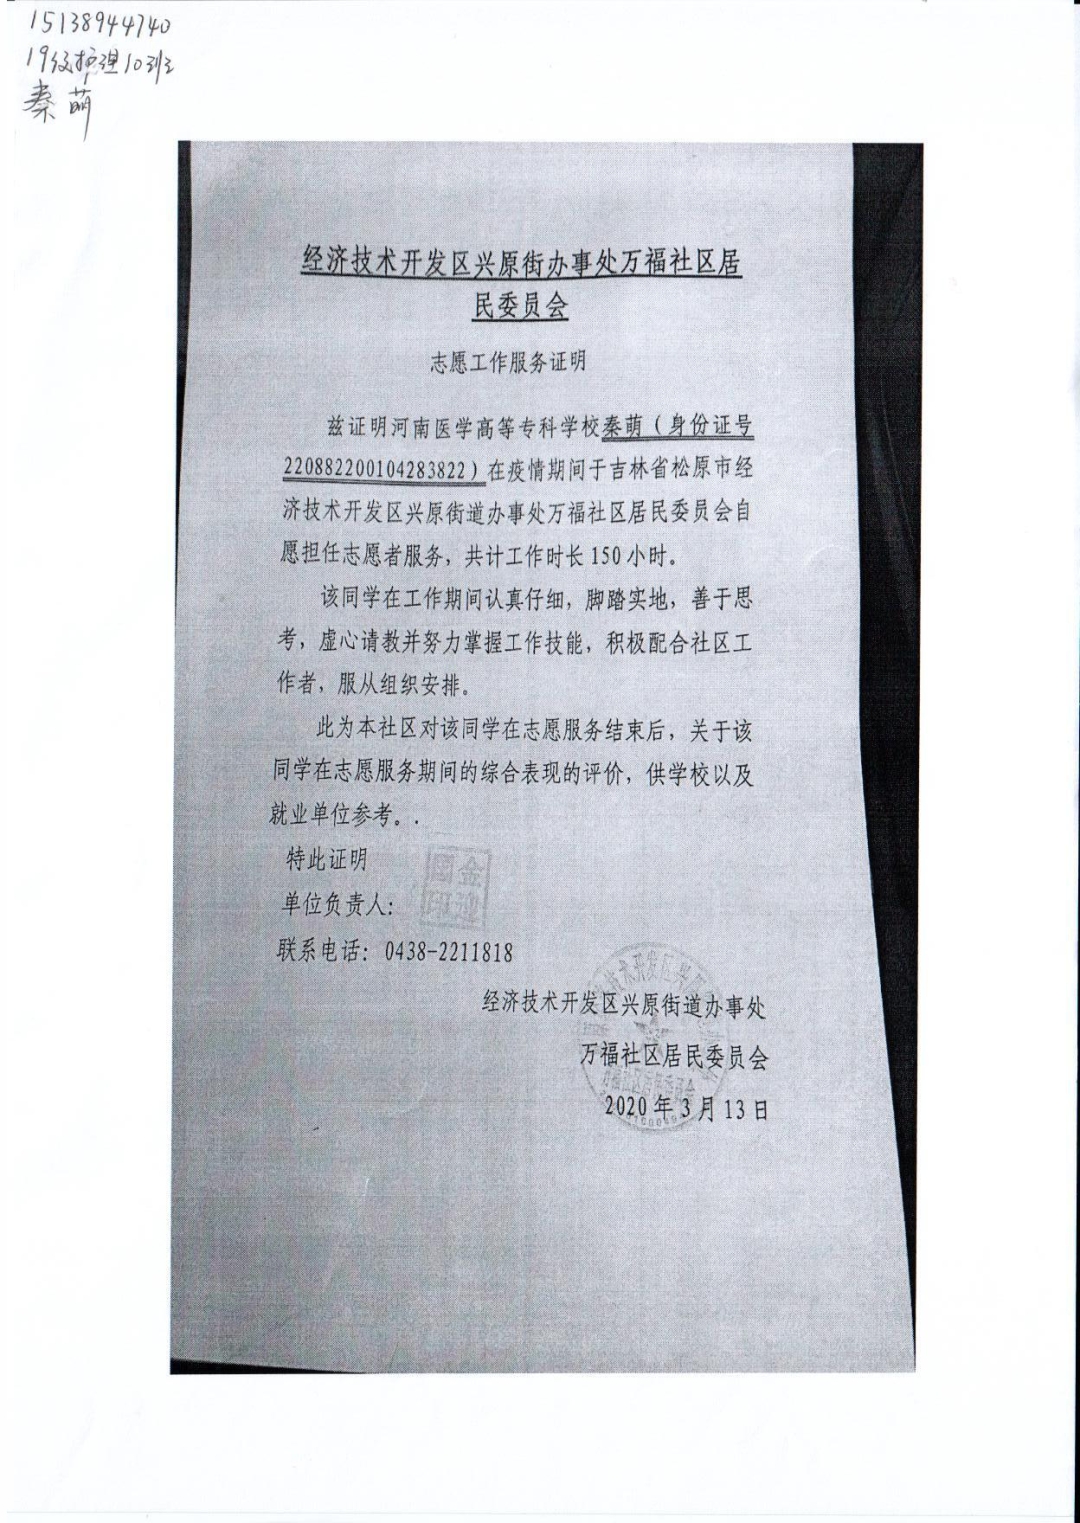 15138944740
19级护理10班
秦萌
经济技术开发区兴原街办事处万福社区居
民委员会
志愿工作服务证明
兹证明河南医学高等专科学校秦萌（身份证号
220882200104283822）在疫情期间于吉林省松原市经
济技术开发区兴原街道办事处万福社区居民委员会自
愿担任志愿者服务，共计工作时长150小时。
该同学在工作期间认真仔细，脚踏实地，善于思
考，虚心请教并努力掌握工作技能，积极配合社区工
作者，服从组织安排。
此为本社区对该同学在志愿服务结束后，关于该
同学在志愿服务期间的综合表现的评价，供学校以及
就业单位参考。.
特此证明
单位负责人：
联系电话：0438-2211818
经济技术开发区兴原街道办事处
万福社区居民委员会
2020年3月13日